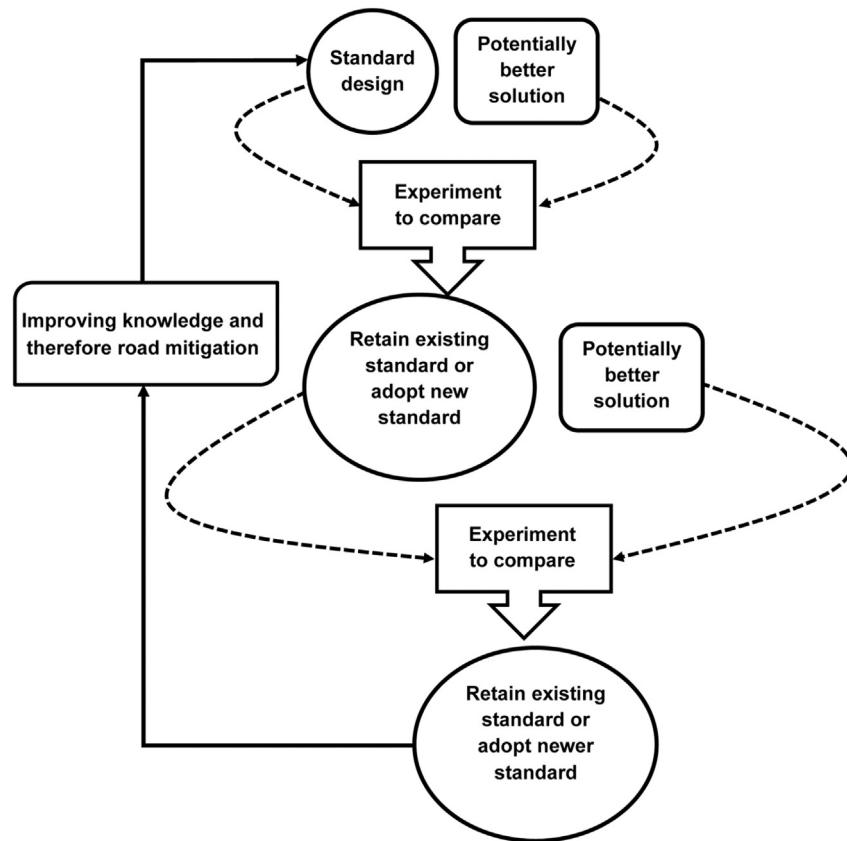 Standard
design
Potentially
better
solution
Experiment
to compare
Improving knowledge and
therefore road mitigation
Retain existing
standard or
adopt new
standard
Potentially
better
solution
Experiment
to compare
Retain existing
standard or
adopt newer
standard